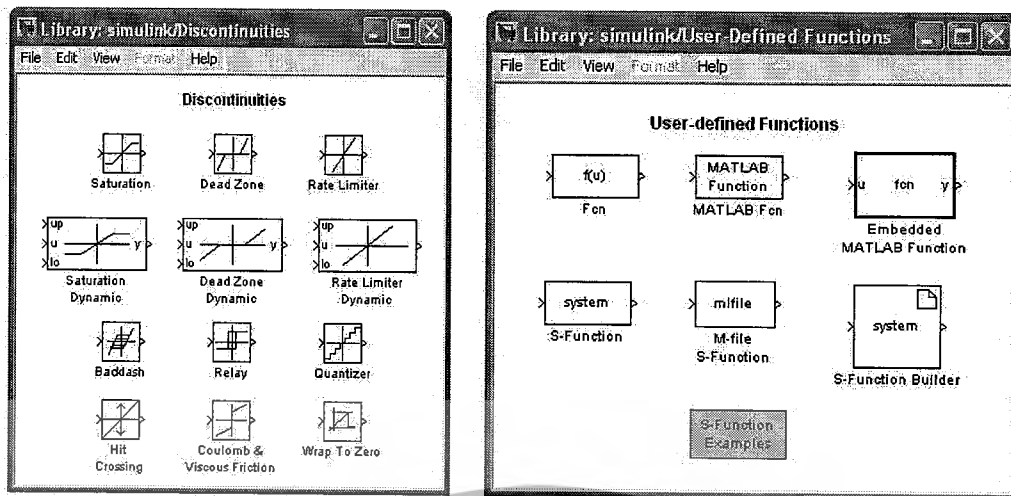 Library: simulink/Discontinuities
File Edit View Format Help
Discontinuities
Saturation Dead Zone Rate Limiter
up up up
u y u y u
lo lo lo
Saturation Dynamic
Dead Zone Dynamic
Rate Limiter Dynamic
Backlash Relay Quantizer
Hit Crossing
Coulomb & Viscous Friction
Wrap To Zero
Library: simulink/User-Defined Functions
File Edit View Format Help
User-defined Functions
f(u)
Fcn
MATLAB
Function
MATLAB Fcn
u fcn y
Embedded
MATLAB Function
system
S-Function
mlfile
M-file
S-Function
system
S-Function Builder
S-Function
Examples